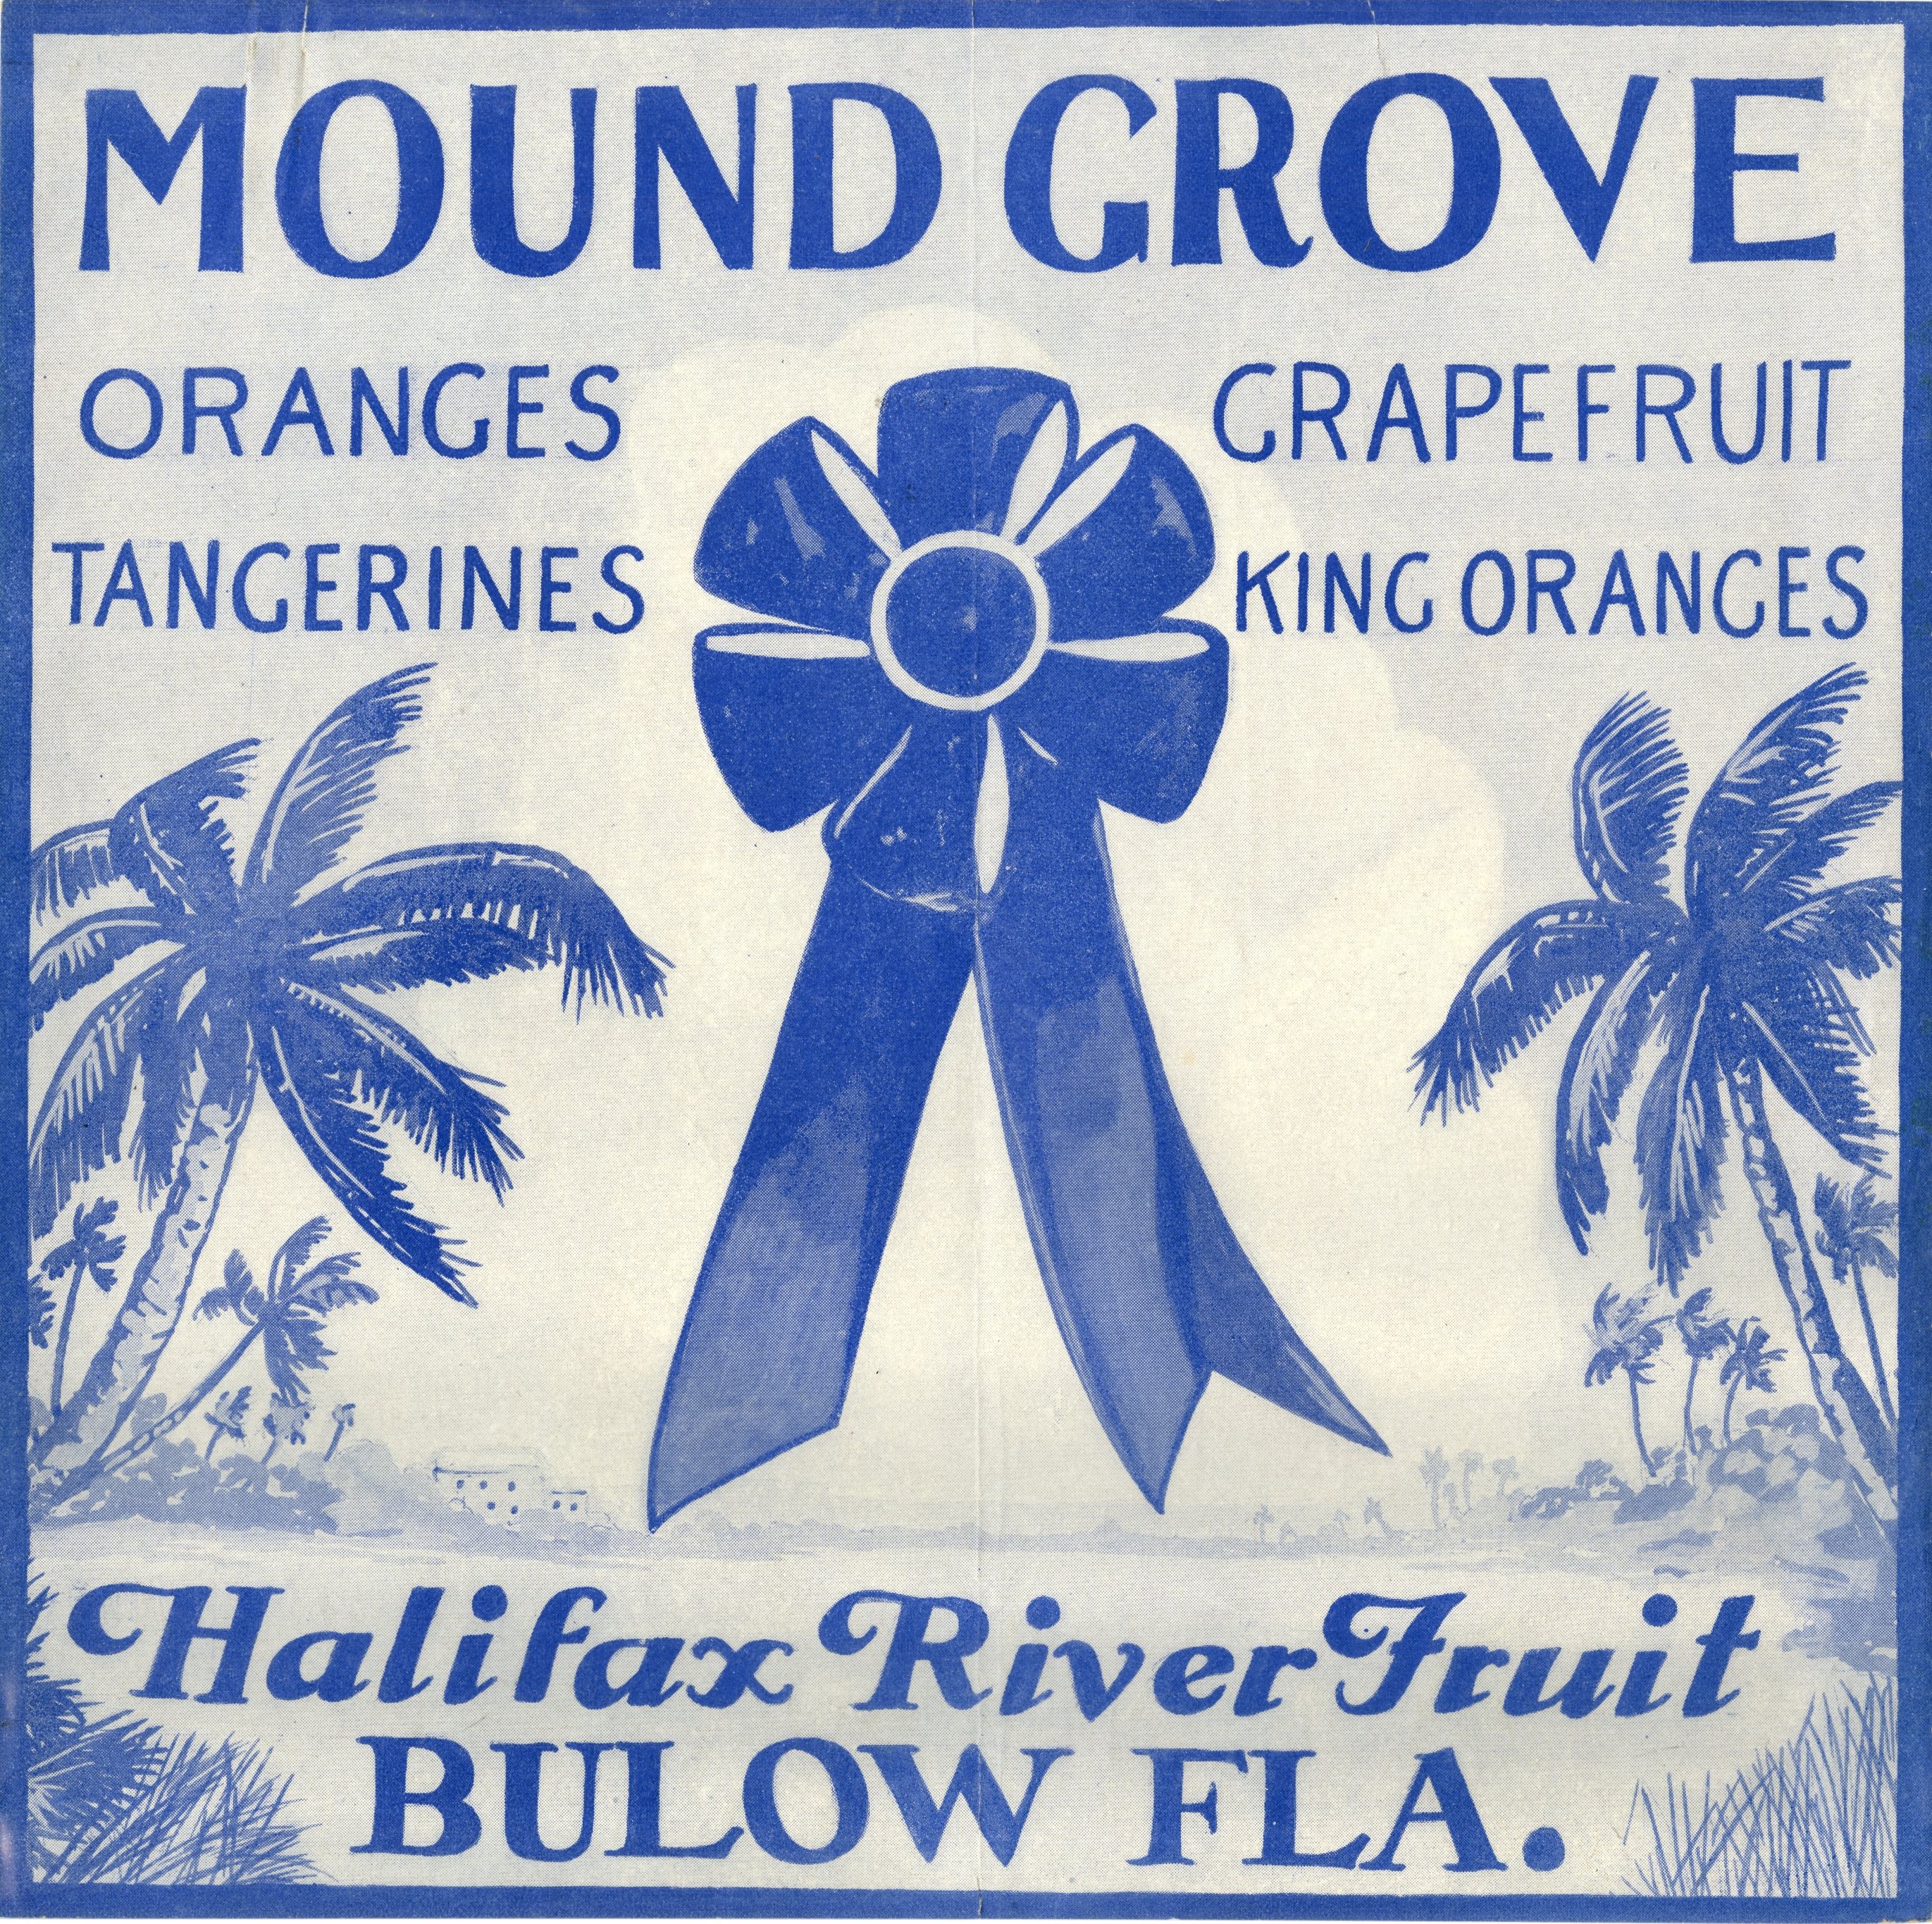 MOUND GROVE
ORANGES
GRAPEFRUIT
TANGERINES
KING ORANGES
Halifax River Fruit
BULOW FLA.